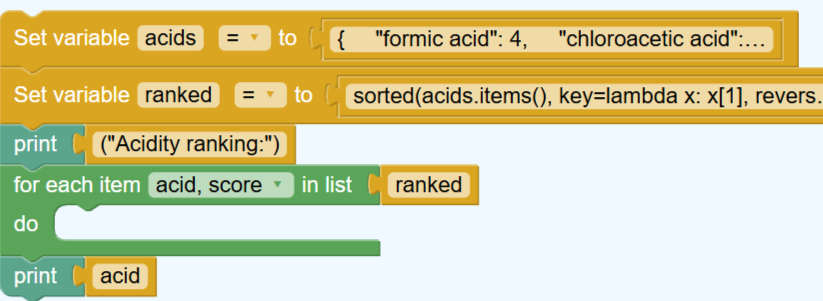 Set variable acids = to { "formic acid": 4, "chloroacetic acid":...
Set variable ranked = to sorted(acids.items(), key=lambda x: x[1], revers.
print ("Acidity ranking:")
for each item acid, score in list ranked
do
print acid